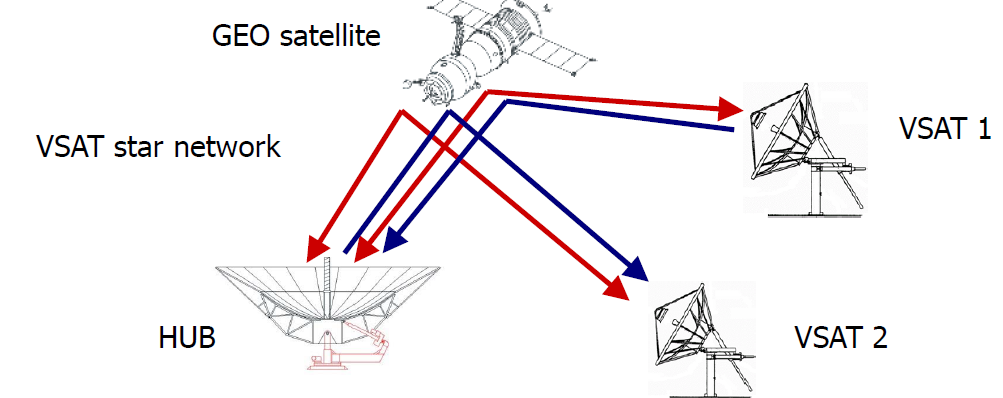 GEO satellite
VSAT star network
VSAT 1
HUB
VSAT 2